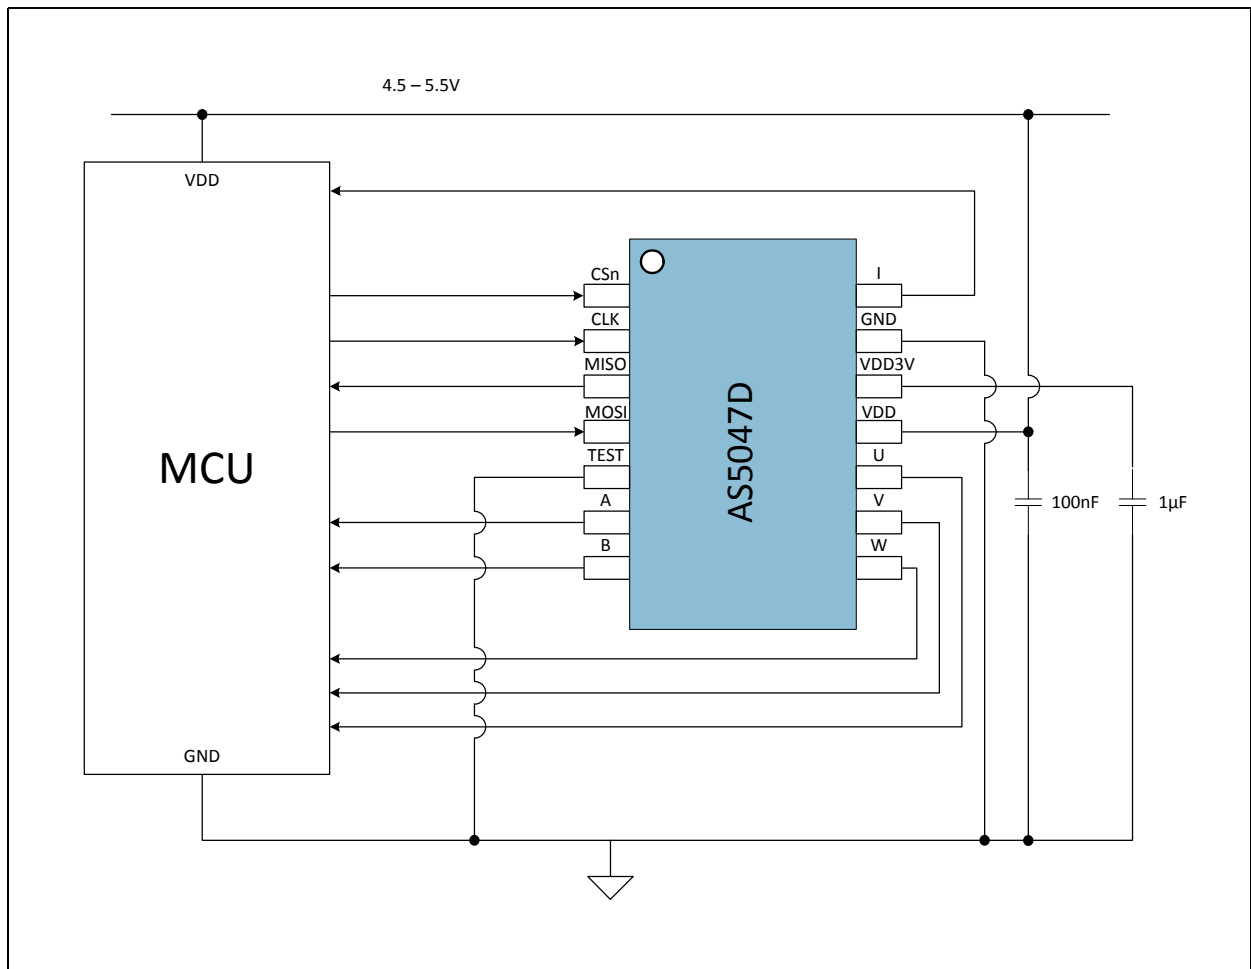 4.5 – 5.5V
VDD
MCU
GND
CSn
CLK
MISO
MOSI
TEST
A
B
AS5047D
I
GND
VDD3V
VDD
U
V
W
100nF
1µF